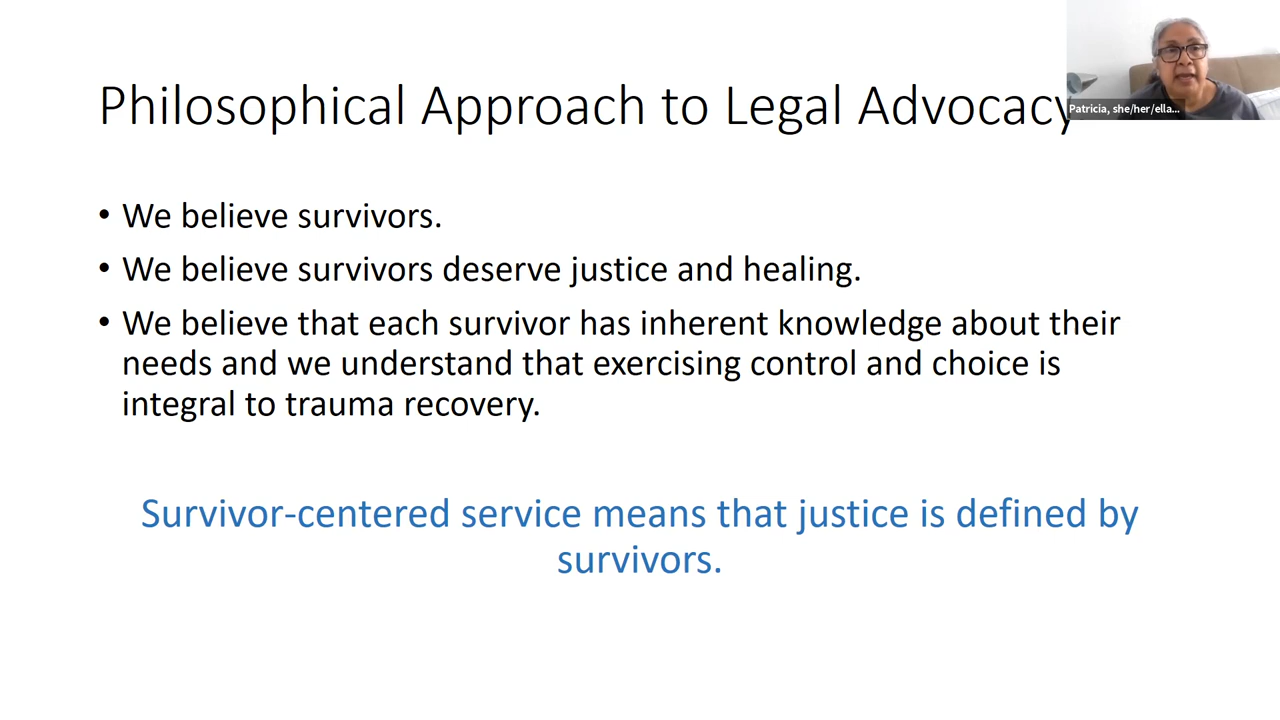 Philosophical Approach to Legal Advocacy
Patricia, she/her/ella...
• We believe survivors.
• We believe survivors deserve justice and healing.
• We believe that each survivor has inherent knowledge about their
needs and we understand that exercising control and choice is
integral to trauma recovery.
Survivor-centered service means that justice is defined by
survivors.